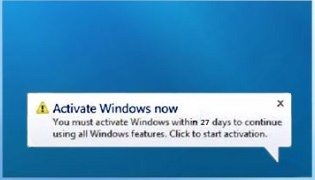 Activate Windows now
You must activate Windows within 27 days to continue
using all Windows features. Click to start activation.